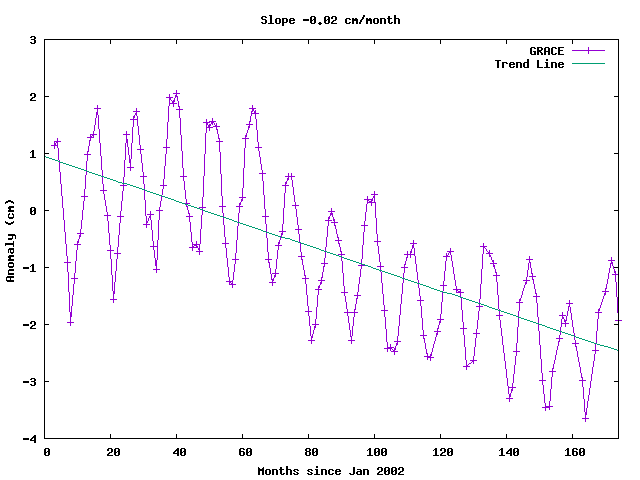 Slope -0.02 cm/month
GRACE
Trend Line
3
2
1
0
-1
-2
-3
-4
Anomaly (cm)
0 20 40 60 80 100 120 140 160
Months since Jan 2002